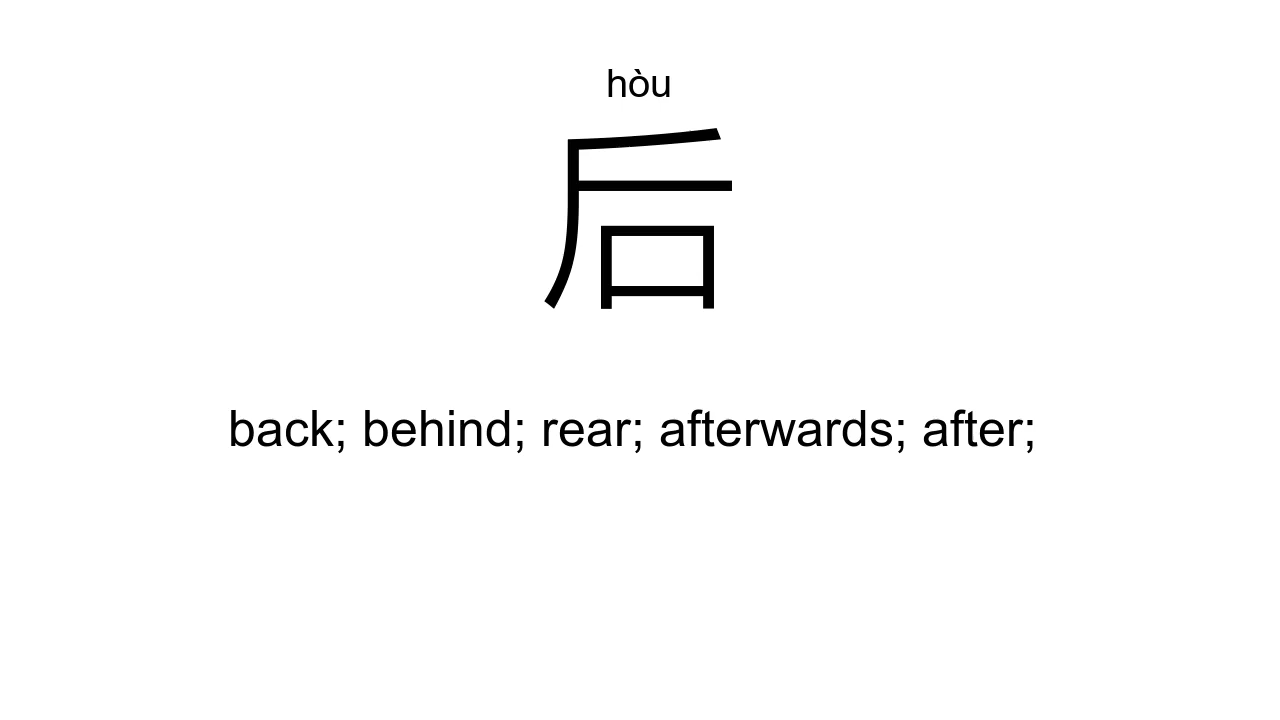 hòu
后
back; behind; rear; afterwards; after;